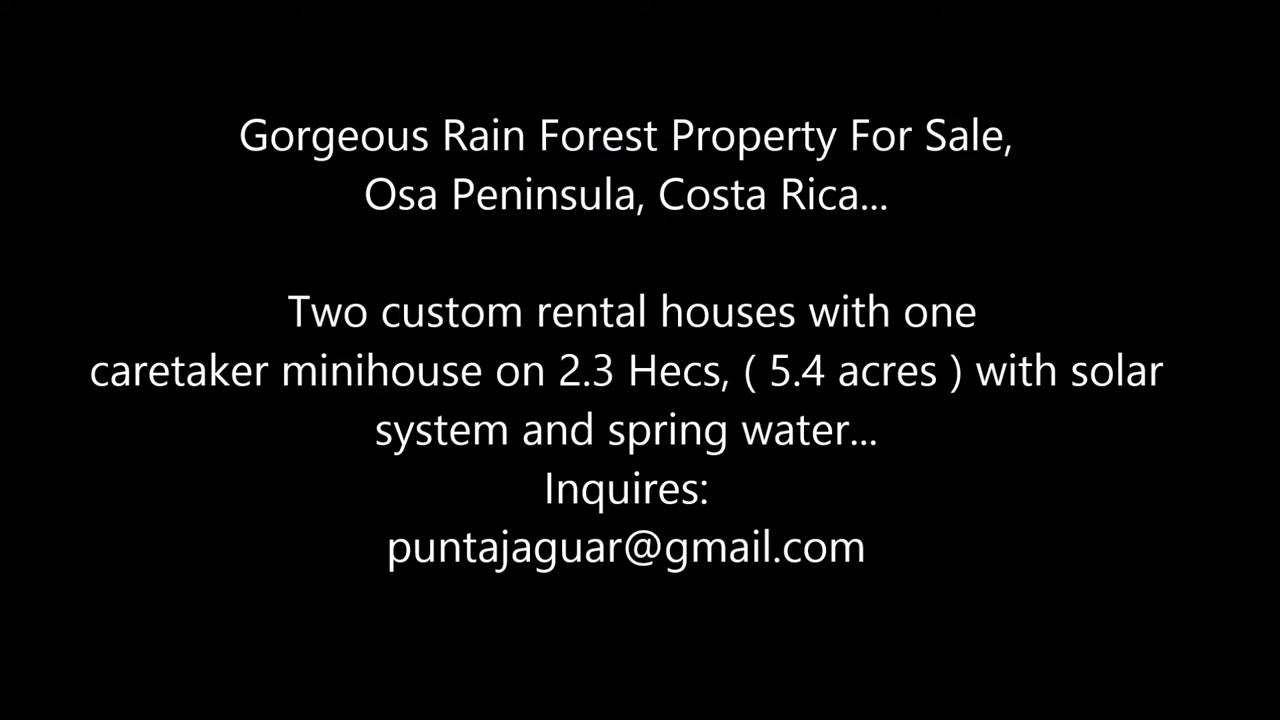 Gorgeous Rain Forest Property For Sale,
Osa Peninsula, Costa Rica...
Two custom rental houses with one
caretaker minihouse on 2.3 Hecs, ( 5.4 acres ) with solar
system and spring water...
Inquires:
puntajaguar@gmail.com